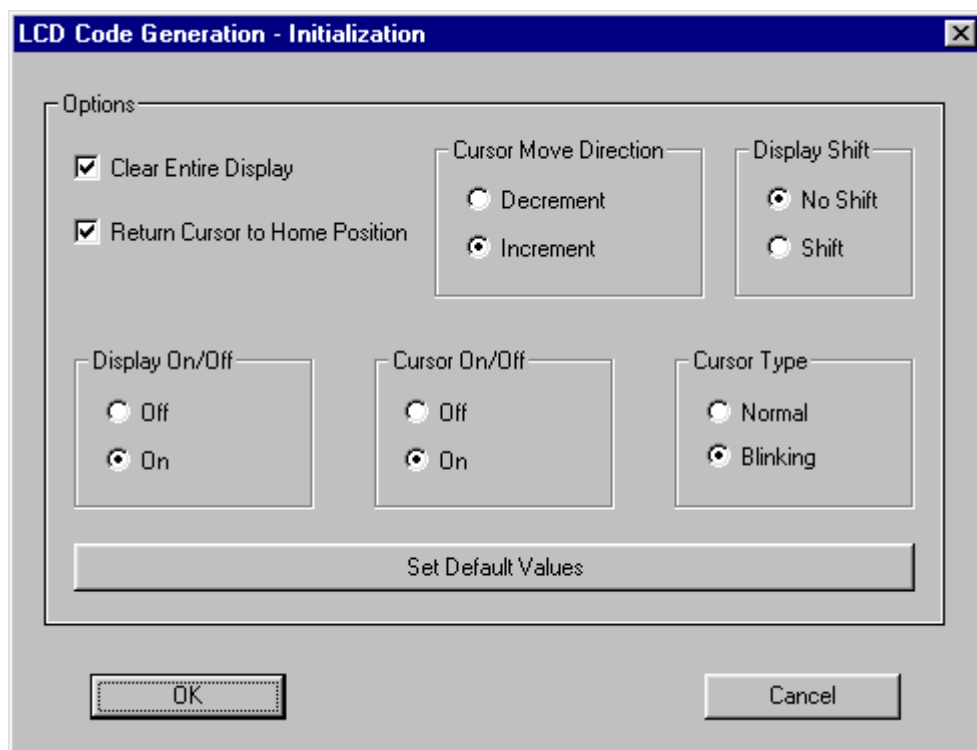 LCD Code Generation - Initialization
Options
Clear Entire Display
Return Cursor to Home Position
Cursor Move Direction
Decrement
Increment
Display Shift
No Shift
Shift
Display On/Off
Off
On
Cursor On/Off
Off
On
Cursor Type
Normal
Blinking
Set Default Values
OK
Cancel